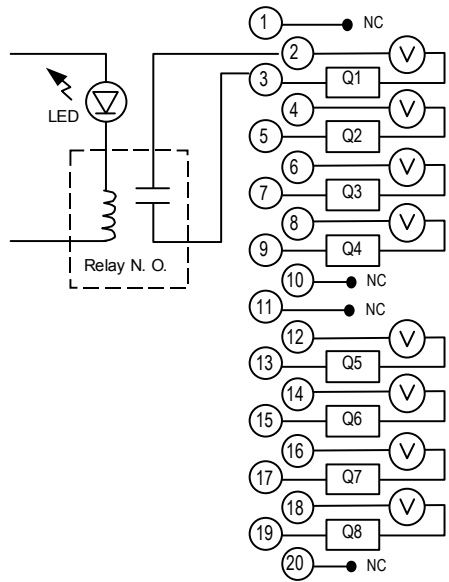 1 NC
2 V
3 Q1
LED
4 V
5 Q2
6 V
7 Q3
8 V
9 Q4
Relay N. O.
10 NC
11 NC
12 V
13 Q5
14 V
15 Q6
16 V
17 Q7
18 V
19 Q8
20 NC